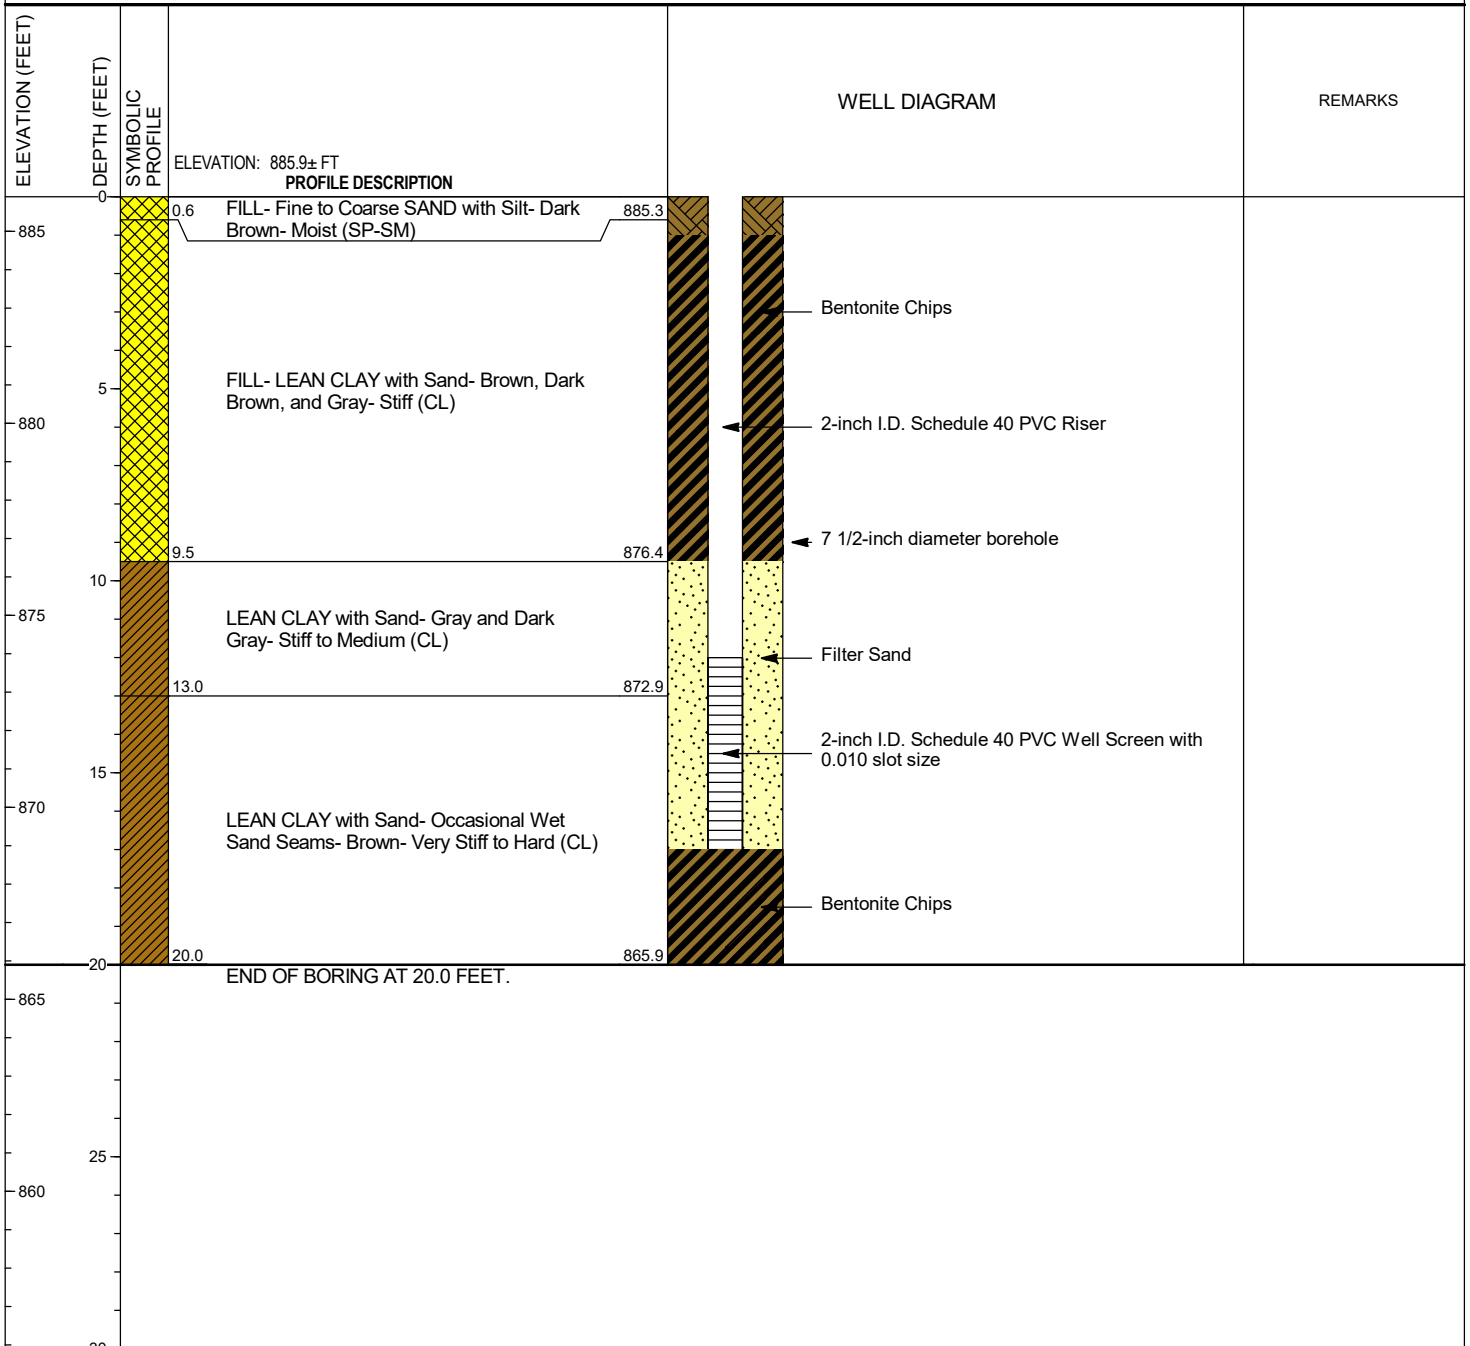 ELEVATION (FEET)
DEPTH (FEET)
SYMBOLIC
PROFILE
ELEVATION: 885.9± FT
PROFILE DESCRIPTION
WELL DIAGRAM
REMARKS
0
0.6
FILL- Fine to Coarse SAND with Silt- Dark
Brown- Moist (SP-SM)
885.3
885
Bentonite Chips
FILL- LEAN CLAY with Sand- Brown, Dark
Brown, and Gray- Stiff (CL)
5
880
2-inch I.D. Schedule 40 PVC Riser
7 1/2-inch diameter borehole
9.5
876.4
10
875
LEAN CLAY with Sand- Gray and Dark
Gray- Stiff to Medium (CL)
Filter Sand
13.0
872.9
2-inch I.D. Schedule 40 PVC Well Screen with
0.010 slot size
15
870
LEAN CLAY with Sand- Occasional Wet
Sand Seams- Brown- Very Stiff to Hard (CL)
Bentonite Chips
20.0
865.9
20
END OF BORING AT 20.0 FEET.
865
25
860